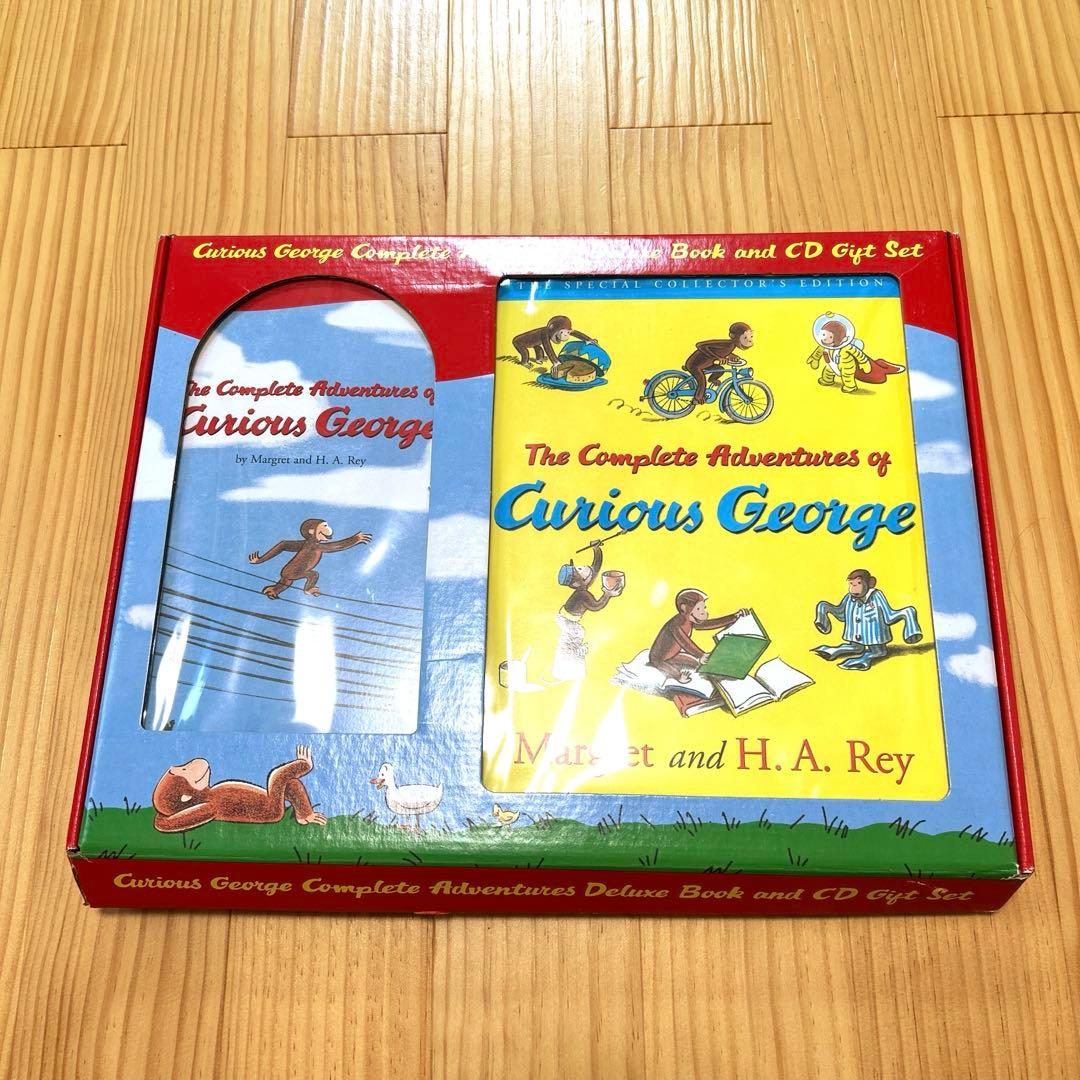 Curious George Complete Book and CD Gift Set
THE SPECIAL COLLECTOR'S EDITION
The Complete Adventures of
Curious George
by Margret and H. A. Rey
The Complete Adventures of
Curious George
Margret and H. A. Rey
Curious George Complete Adventures Deluxe Book and CD Gift Set